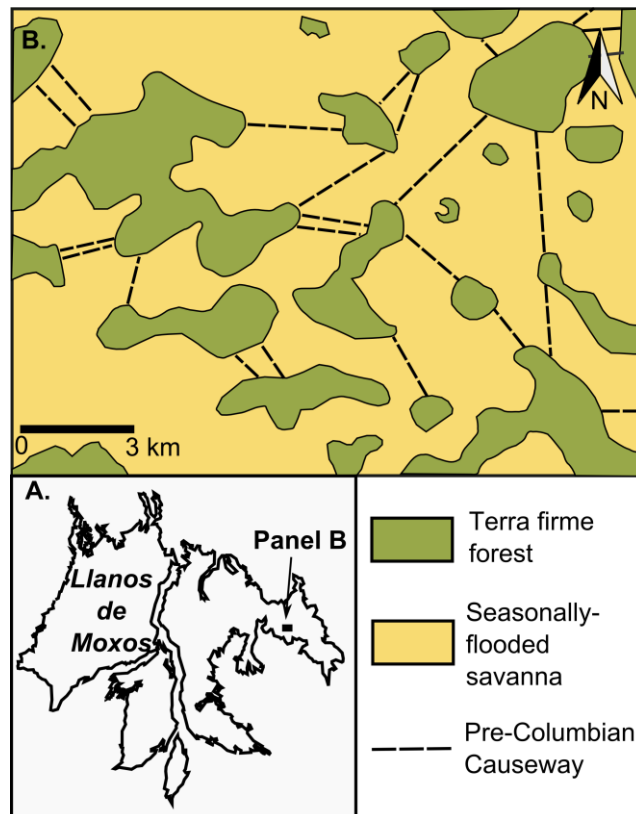 B.
N
0 3 km
A.
Panel B
Llanos
de
Moxos
Terra firme
forest
Seasonally-
flooded
savanna
Pre-Columbian
Causeway